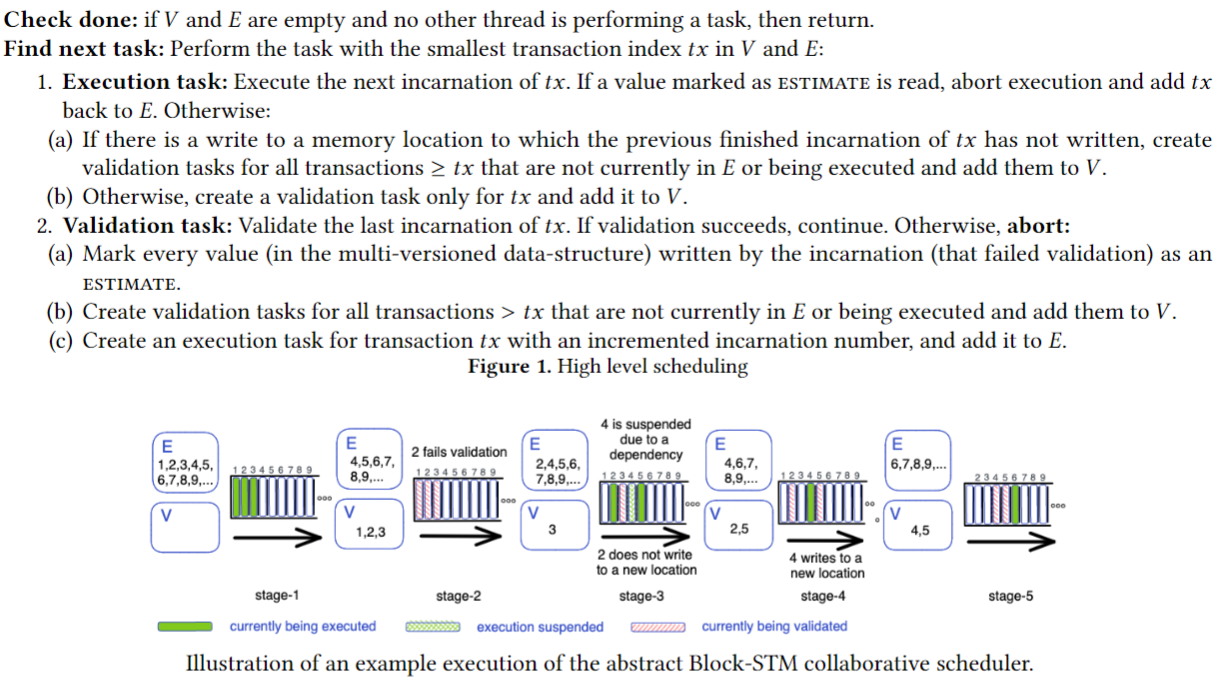 Check done: if V and E are empty and no other thread is performing a task, then return.
Find next task: Perform the task with the smallest transaction index tx in V and E:
1. Execution task: Execute the next incarnation of tx. If a value marked as ESTIMATE is read, abort execution and add tx
back to E. Otherwise:
(a) If there is a write to a memory location to which the previous finished incarnation of tx has not written, create
validation tasks for all transactions ≥ tx that are not currently in E or being executed and add them to V.
(b) Otherwise, create a validation task only for tx and add it to V.
2. Validation task: Validate the last incarnation of tx. If validation succeeds, continue. Otherwise, abort:
(a) Mark every value (in the multi-versioned data-structure) written by the incarnation (that failed validation) as an
ESTIMATE.
(b) Create validation tasks for all transactions > tx that are not currently in E or being executed and add them to V.
(c) Create an execution task for transaction tx with an incremented incarnation number, and add it to E.
Figure 1. High level scheduling
E
1,2,3,4,5,
6,7,8,9,...
V
1 2 3 4 5 6 7 8 9
ooo
stage-1
E
4,5,6,7,
8,9,...
V
1,2,3
2 fails validation
1 2 3 4 5 6 7 8 9
ooo
stage-2
E
2,4,5,6,
7,8,9,...
V
3
4 is suspended
due to a
dependency
1 2 3 4 5 6 7 8 9
ooo
2 does not write
to a new location
stage-3
E
4,6,7,
8,9,...
V
2,5
1 2 3 4 5 6 7 8 9
oo
o
4 writes to a
new location
stage-4
E
6,7,8,9,...
V
4,5
2 3 4 5 6 7 8 9
ooo
stage-5
currently being executed
execution suspended
currently being validated
Illustration of an example execution of the abstract Block-STM collaborative scheduler.